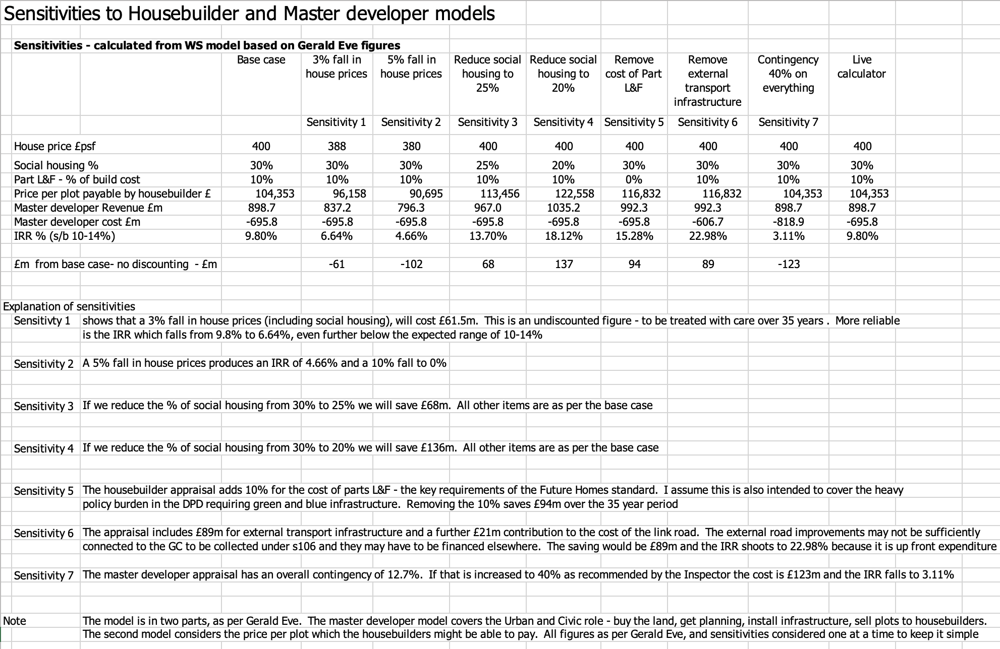 Sensitivities to Housebuilder and Master developer models
Sensitivities - calculated from WS model based on Gerald Eve figures
Base case 3% fall in 5% fall in Reduce social Reduce social Remove Remove Contingency Live
house prices house prices housing to housing to cost of Part external 40% on calculator
25% 20% L&F transport everything
infrastructure
Sensitivity 1 Sensitivity 2 Sensitivity 3 Sensitivity 4 Sensitivity 5 Sensitivity 6 Sensitivity 7
House price £psf 400 388 380 400 400 400 400 400 400
Social housing % 30% 30% 30% 25% 20% 30% 30% 30% 30%
Part L&F - % of build cost 10% 10% 10% 10% 10% 0% 10% 10% 10%
Price per plot payable by housebuilder £ 104,353 96,158 90,695 113,456 122,558 116,832 116,832 104,353 104,353
Master developer Revenue £m 898.7 837.2 796.3 967.0 1035.2 992.3 992.3 898.7 898.7
Master developer cost £m -695.8 -695.8 -695.8 -695.8 -695.8 -695.8 -606.7 -818.9 -695.8
IRR % (s/b 10-14%) 9.80% 6.64% 4.66% 13.70% 18.12% 15.28% 22.98% 3.11% 9.80%
£m  from base case- no discounting  - £m -61 -102 68 137 94 89 -123
Explanation of sensitivities
Sensitivty 1 shows that a 3% fall in house prices (including social housing), will cost £61.5m.  This is an undiscounted figure - to be treated with care over 35 years .  More reliable
is the IRR which falls from 9.8% to 6.64%, even further below the expected range of 10-14%
Sensitivity 2 A 5% fall in house prices produces an IRR of 4.66% and a 10% fall to 0%
Sensitivity 3 If we reduce the % of social housing from 30% to 25% we will save £68m.  All other items are as per the base case
Sensitivity 4 If we reduce the % of social housing from 30% to 20% we will save £136m.  All other items are as per the base case
Sensitivity 5 The housebuilder appraisal adds 10% for the cost of parts L&F - the key requirements of the Future Homes standard.  I assume this is also intended to cover the heavy
policy burden in the DPD requiring green and blue infrastructure.  Removing the 10% saves £94m over the 35 year period
Sensitivity 6 The appraisal includes £89m for external transport infrastructure and a further £21m contribution to the cost of the link road.  The external road improvements may not be sufficiently
connected to the GC to be collected under s106 and they may have to be financed elsewhere.  The saving would be £89m and the IRR shoots to 22.98% because it is up front expenditure
Sensitivity 7 The master developer appraisal has an overall contingency of 12.7%.  If that is increased to 40% as recommended by the Inspector the cost is £123m and the IRR falls to 3.11%
Note The model is in two parts, as per Gerald Eve.  The master developer model covers the Urban and Civic role - buy the land, get planning, install infrastructure, sell plots to housebuilders.
The second model considers the price per plot which the housebuilders might be able to pay.  All figures as per Gerald Eve, and sensitivities considered one at a time to keep it simple